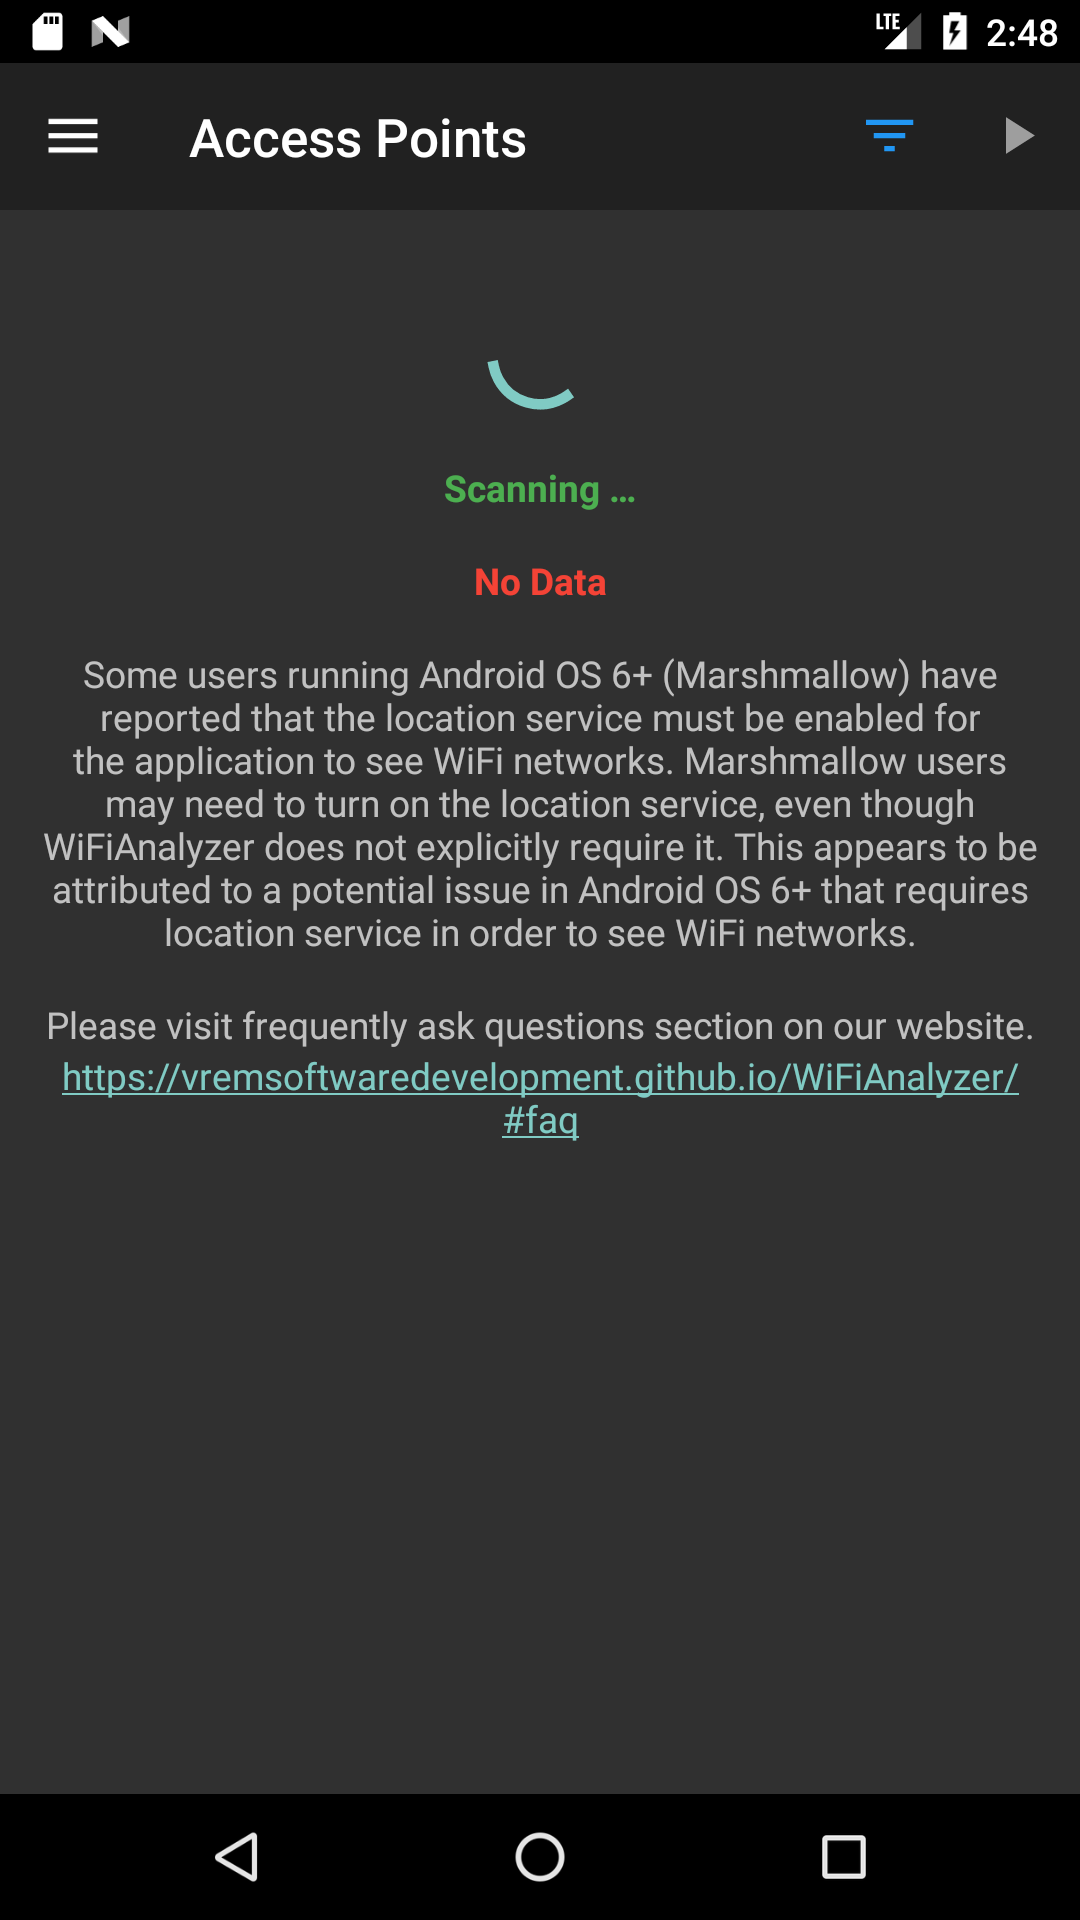 LTE 2:48
Access Points
Scanning ...
No Data
Some users running Android OS 6+ (Marshmallow) have
reported that the location service must be enabled for
the application to see WiFi networks. Marshmallow users
may need to turn on the location service, even though
WiFiAnalyzer does not explicitly require it. This appears to be
attributed to a potential issue in Android OS 6+ that requires
location service in order to see WiFi networks.
Please visit frequently ask questions section on our website.
https://vremsoftwaredevelopment.github.io/WiFiAnalyzer/
#faq